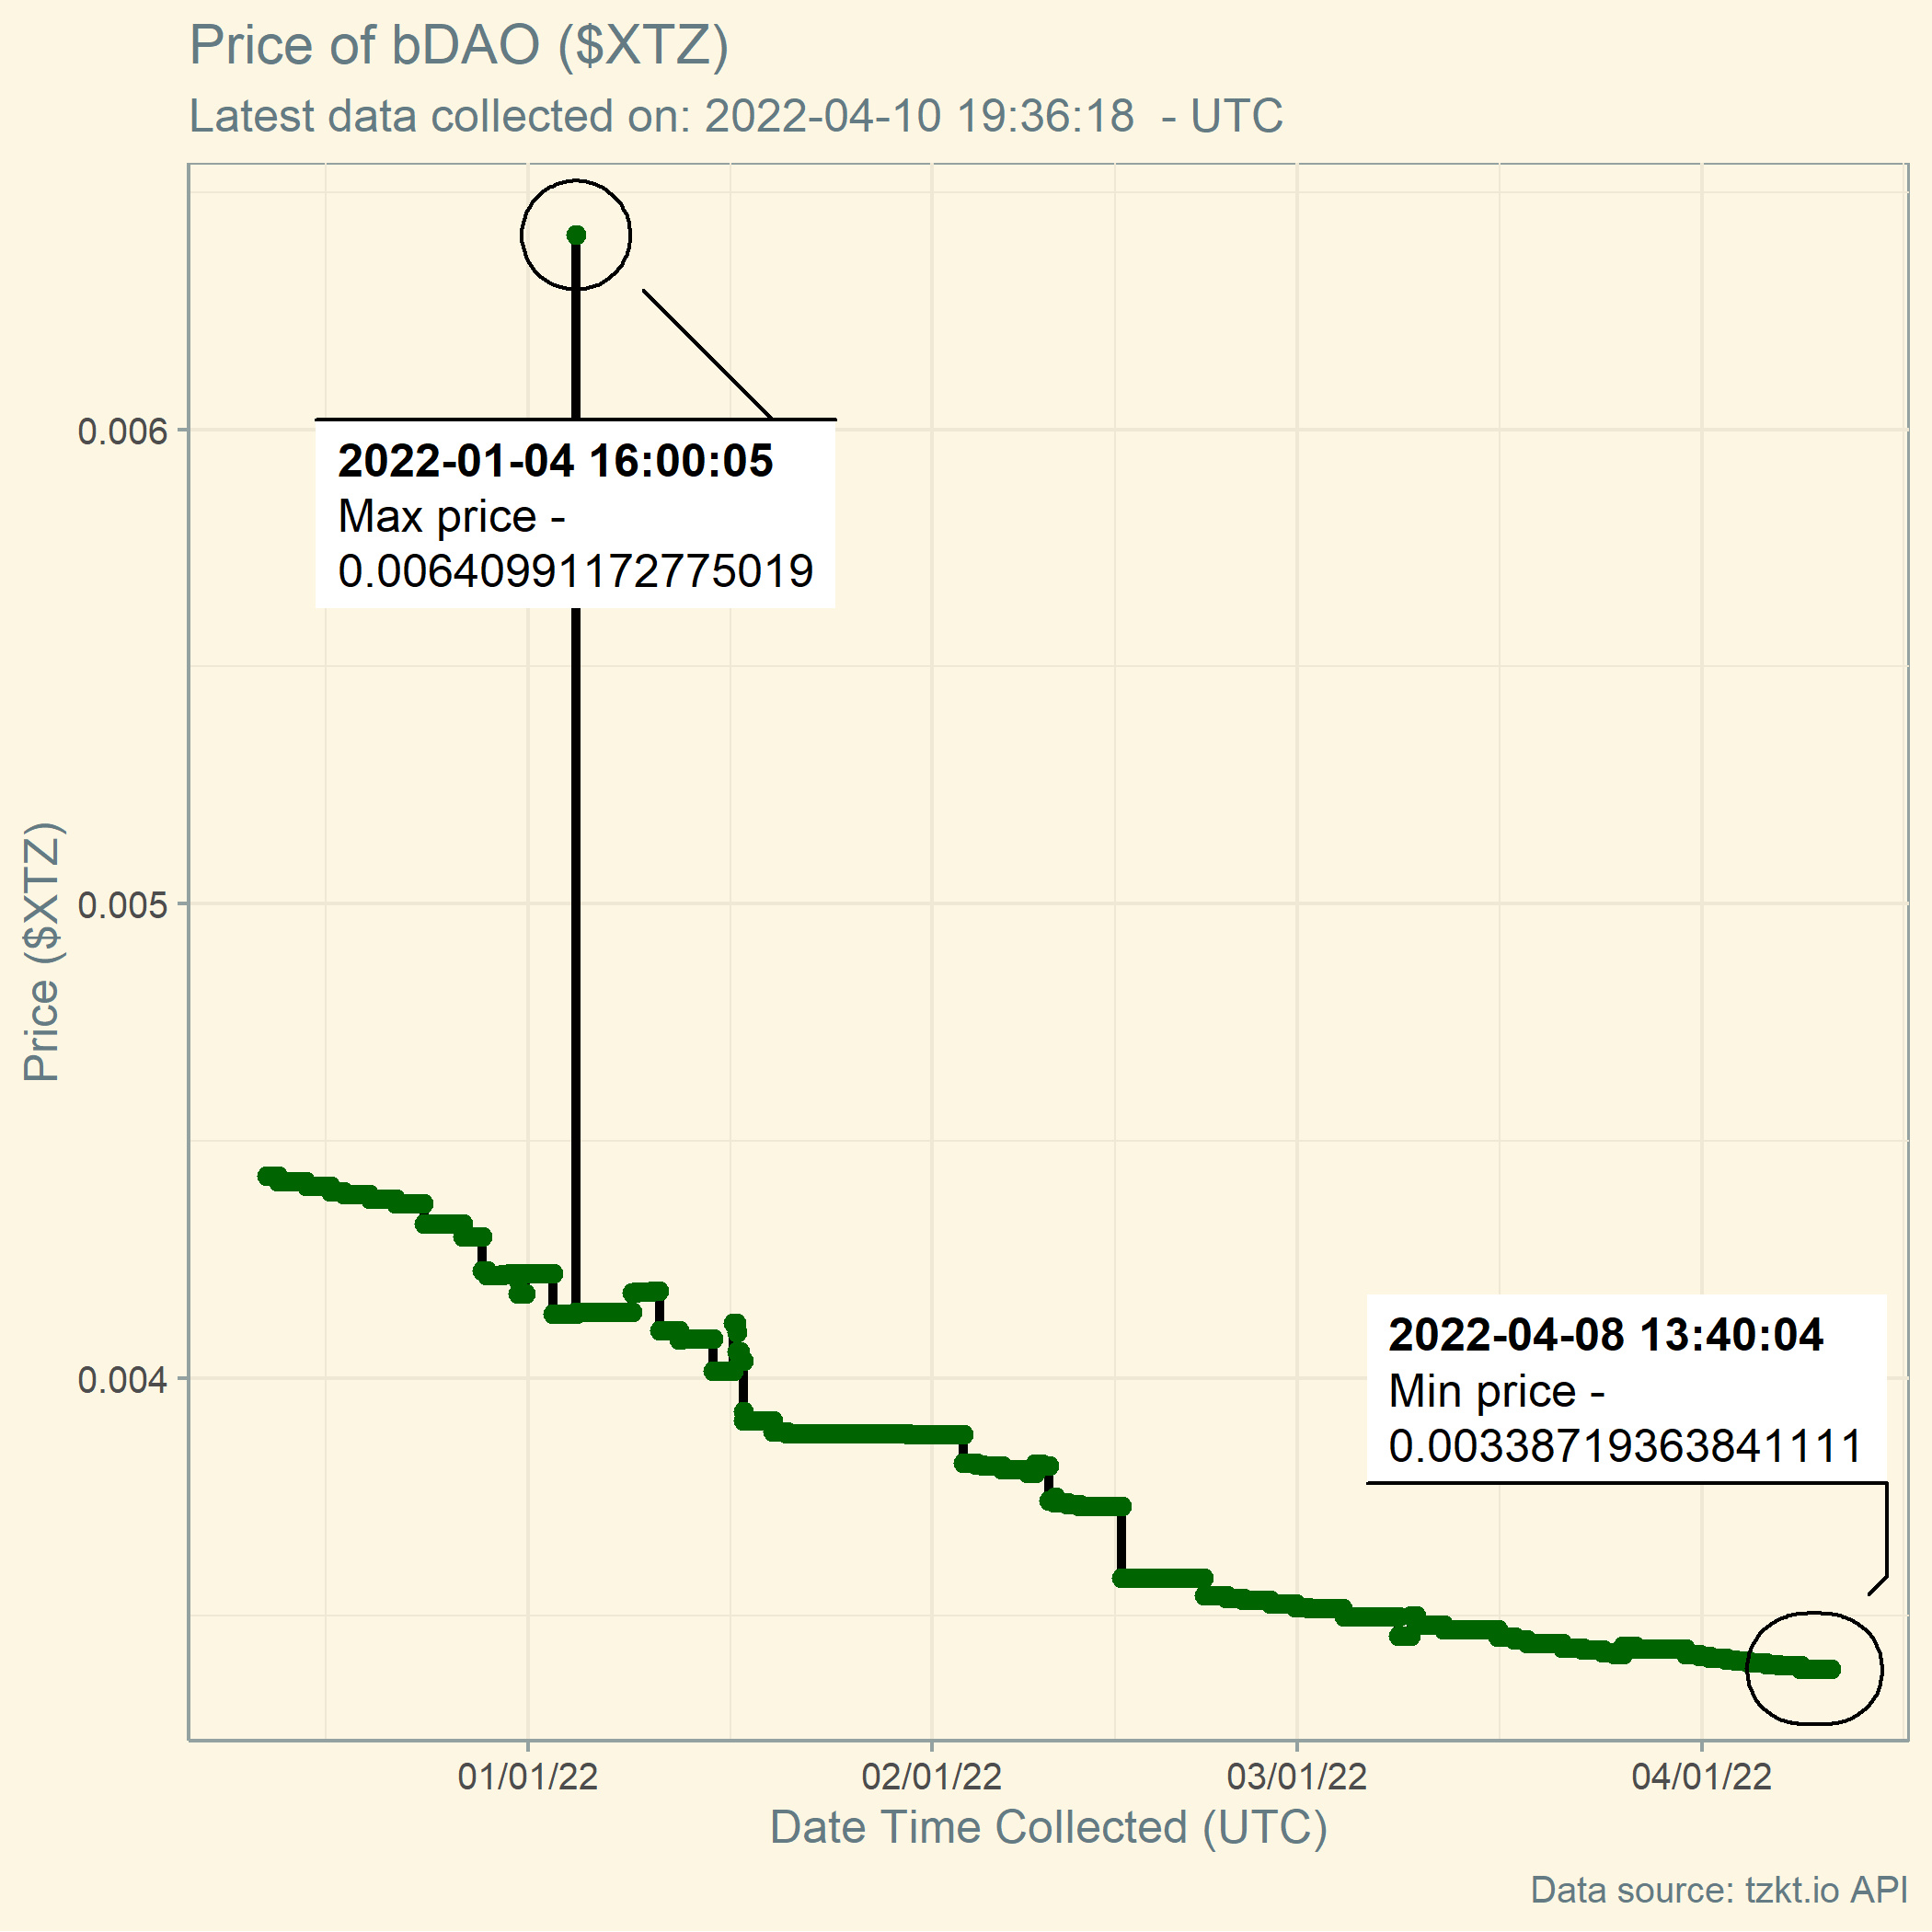 Price of bDAO ($XTZ)
Latest data collected on: 2022-04-10 19:36:18  - UTC
2022-01-04 16:00:05
Max price -
0.00640991172775019
2022-04-08 13:40:04
Min price -
0.00338719363841111
Price ($XTZ)
0.006
0.005
0.004
01/01/22
02/01/22
03/01/22
04/01/22
Date Time Collected (UTC)
Data source: tzkt.io API